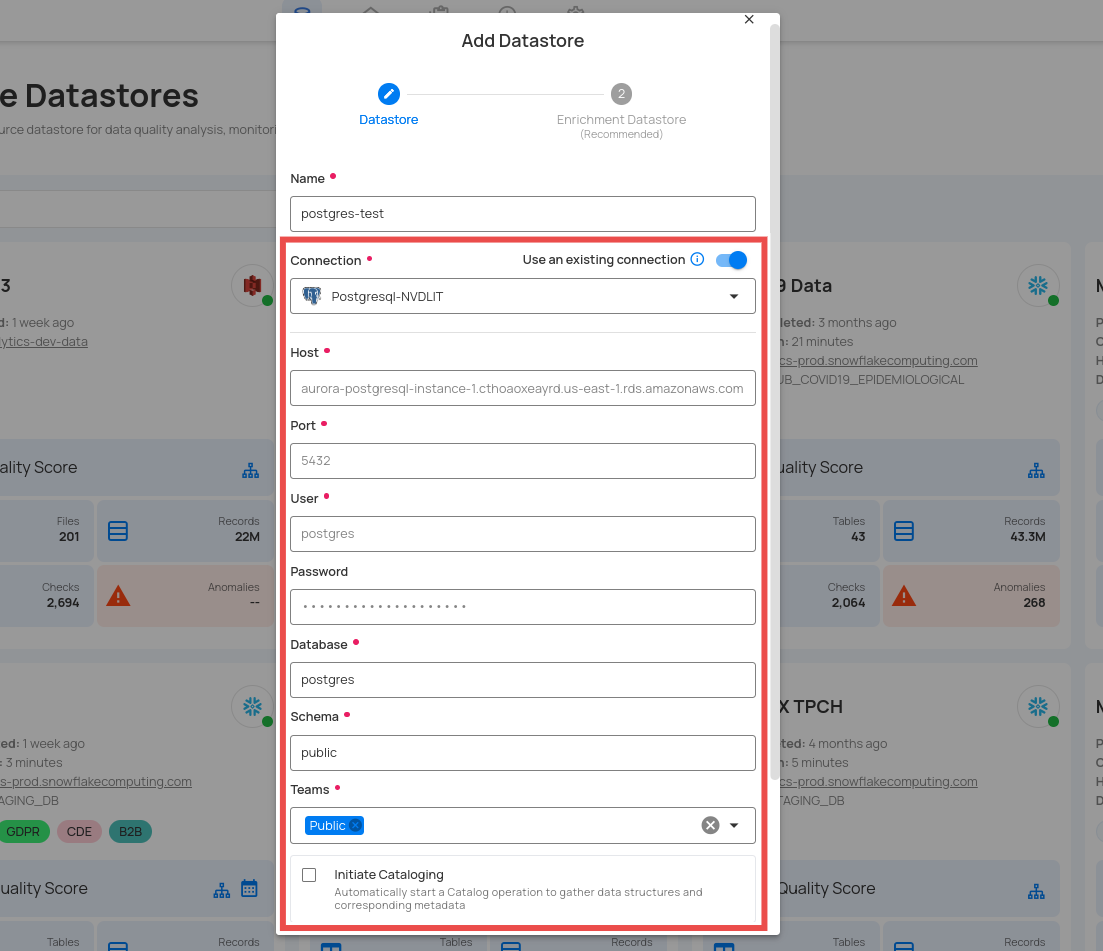 Add Datastore
2
Datastore
Enrichment Datastore
(Recommended)
Name
postgres-test
Connection
Use an existing connection
Postgresql-NVDLIT
Host
aurora-postgresql-instance-1.cthoaoxeayrd.us-east-1.rds.amazonaws.com
Port
5432
User
postgres
Password
Database
postgres
Schema
public
Teams
Public
Initiate Cataloging
Automatically start a Catalog operation to gather data structures and
corresponding metadata
e Datastores
urce datastore for data quality analysis, monitori
3
d: 1 week ago
lytics-dev-data
ality Score
Files
201
Records
22M
Checks
2,694
Anomalies
--
9 Data
leted: 3 months ago
n: 21 minutes
cs-prod.snowflakecomputing.com
UB_COVID19_EPIDEMIOLOGICAL
uality Score
Tables
43
Records
43.3M
Checks
2,064
Anomalies
268
ted: 1 week ago
: 3 minutes
s-prod.snowflakecomputing.com
TAGING_DB
GDPR
CDE
B2B
uality Score
Tables
Records
Tables
Records
X TPCH
ted: 4 months ago
n: 5 minutes
cs-prod.snowflakecomputing.com
TAGING_DB
Quality Score
Tables
Records